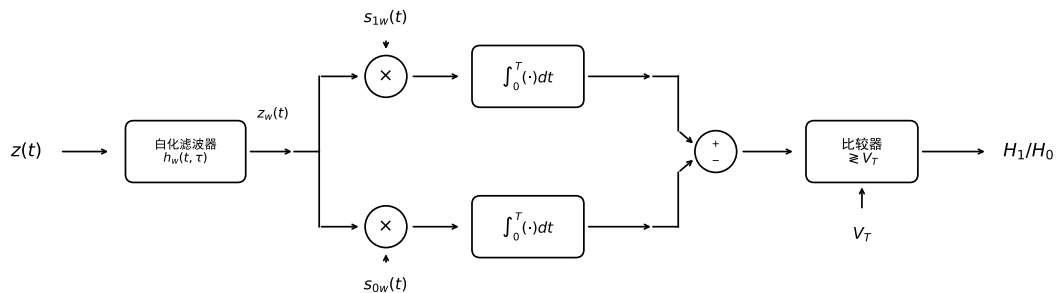 s_{1w}(t)
×
∫_0^T(·)dt
z_w(t)
z(t)
白化滤波器
h_w(t, τ)
+
−
比较器
≷ V_T
H_1/H_0
×
∫_0^T(·)dt
V_T
s_{0w}(t)